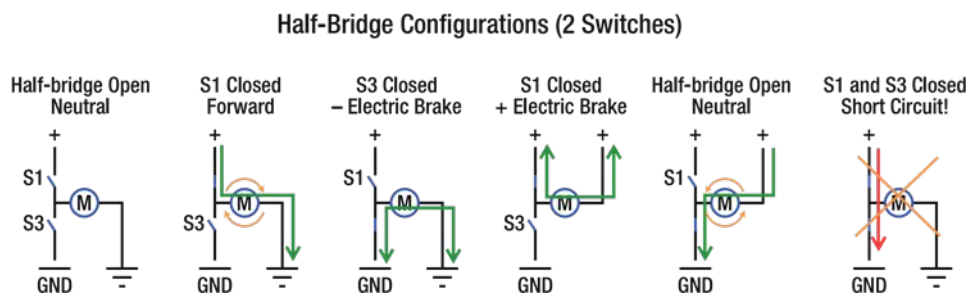 Half-Bridge Configurations (2 Switches)
Half-bridge Open
Neutral
S1 Closed
Forward
S3 Closed
– Electric Brake
S1 Closed
+ Electric Brake
Half-bridge Open
Neutral
S1 and S3 Closed
Short Circuit!
+
S1
M
S3
GND
-
+
M
S3
GND
-
+
S1
M
GND
-
+
+
M
S3
GND
+
+
S1
M
GND
+
M
GND
-